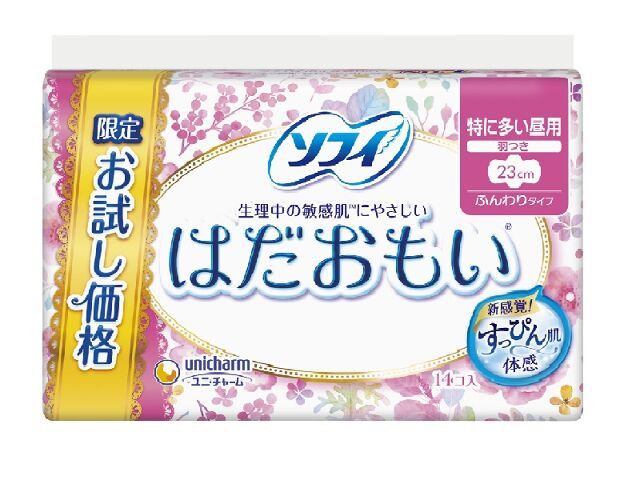 限定
お試し価格
ソフィ
生理中の敏感肌™にやさしい
はだおもい®
特に多い昼用
羽つき
23cm
ふんわりタイプ
新感覚!
すっぴん肌
体感
unicharm
ユニ・チャーム
14コ入